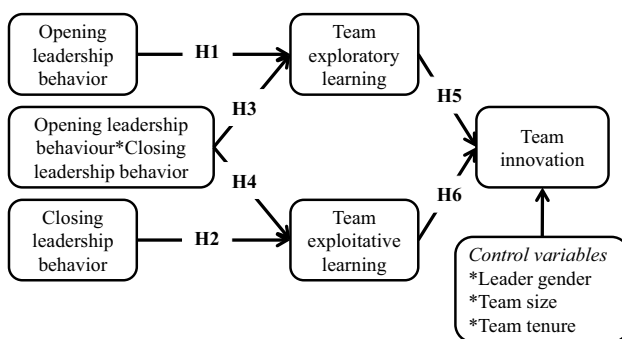 Opening
leadership
behavior
H1
Team
exploratory
learning
H3
H5
Opening leadership
behaviour*Closing
leadership behavior
Team
innovation
H4
H6
Closing
leadership
behavior
H2
Team
exploitative
learning
Control variables
*Leader gender
*Team size
*Team tenure